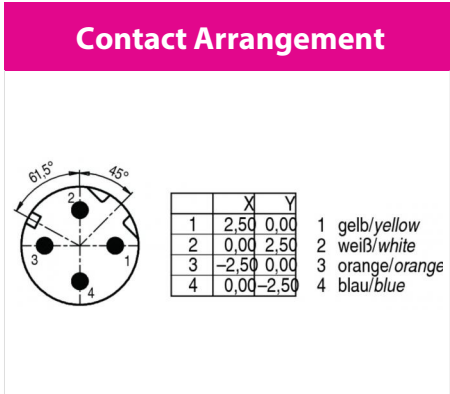 Contact Arrangement
61,5° 45°
2
3 1
4
X Y
1 2,50 0,00 1 gelb/yellow
2 0,00 2,50 2 weiß/white
3 –2,50 0,00 3 orange/orange
4 0,00 –2,50 4 blau/blue